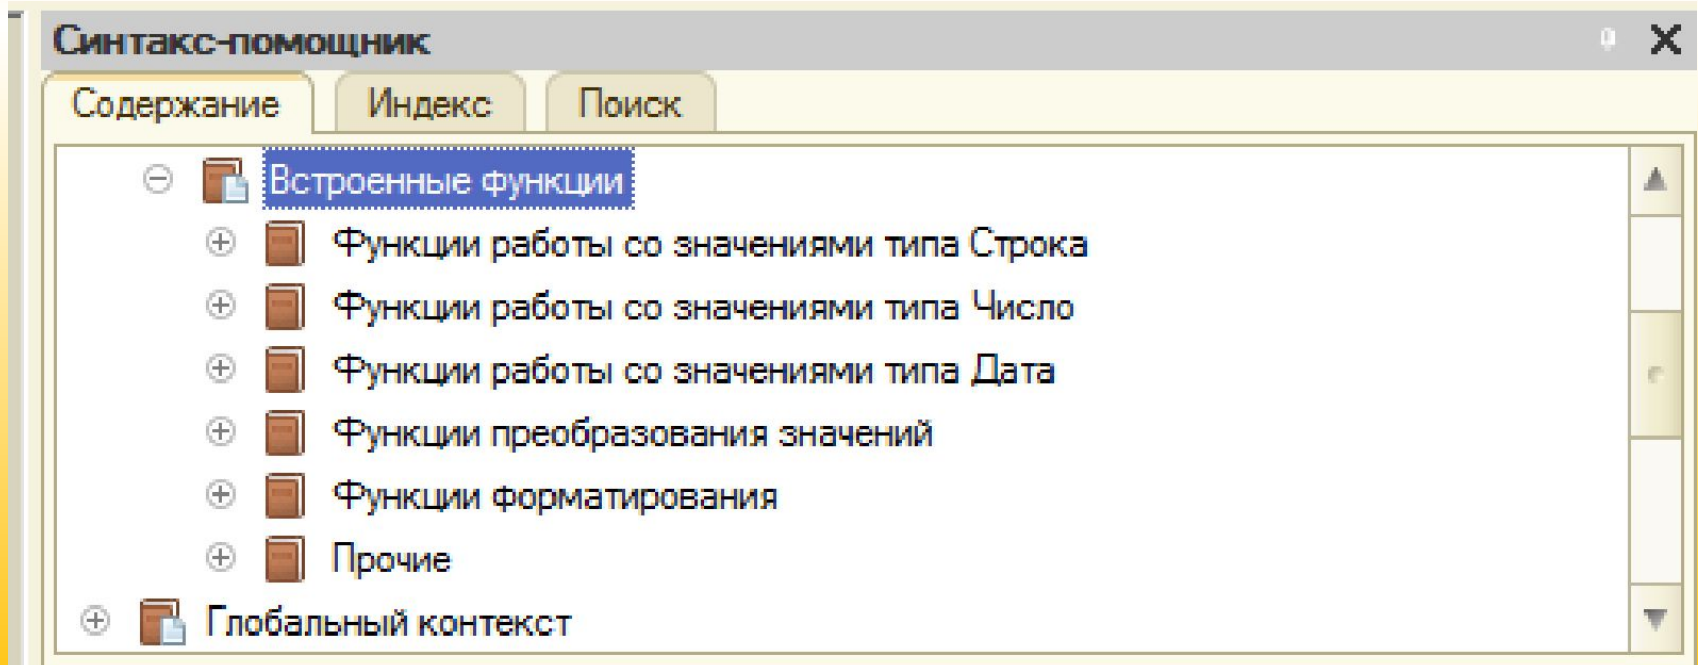 Синтакс-помощник
Содержание Индекс Поиск
Встроенные функции
Функции работы со значениями типа Строка
Функции работы со значениями типа Число
Функции работы со значениями типа Дата
Функции преобразования значений
Функции форматирования
Прочие
Глобальный контекст